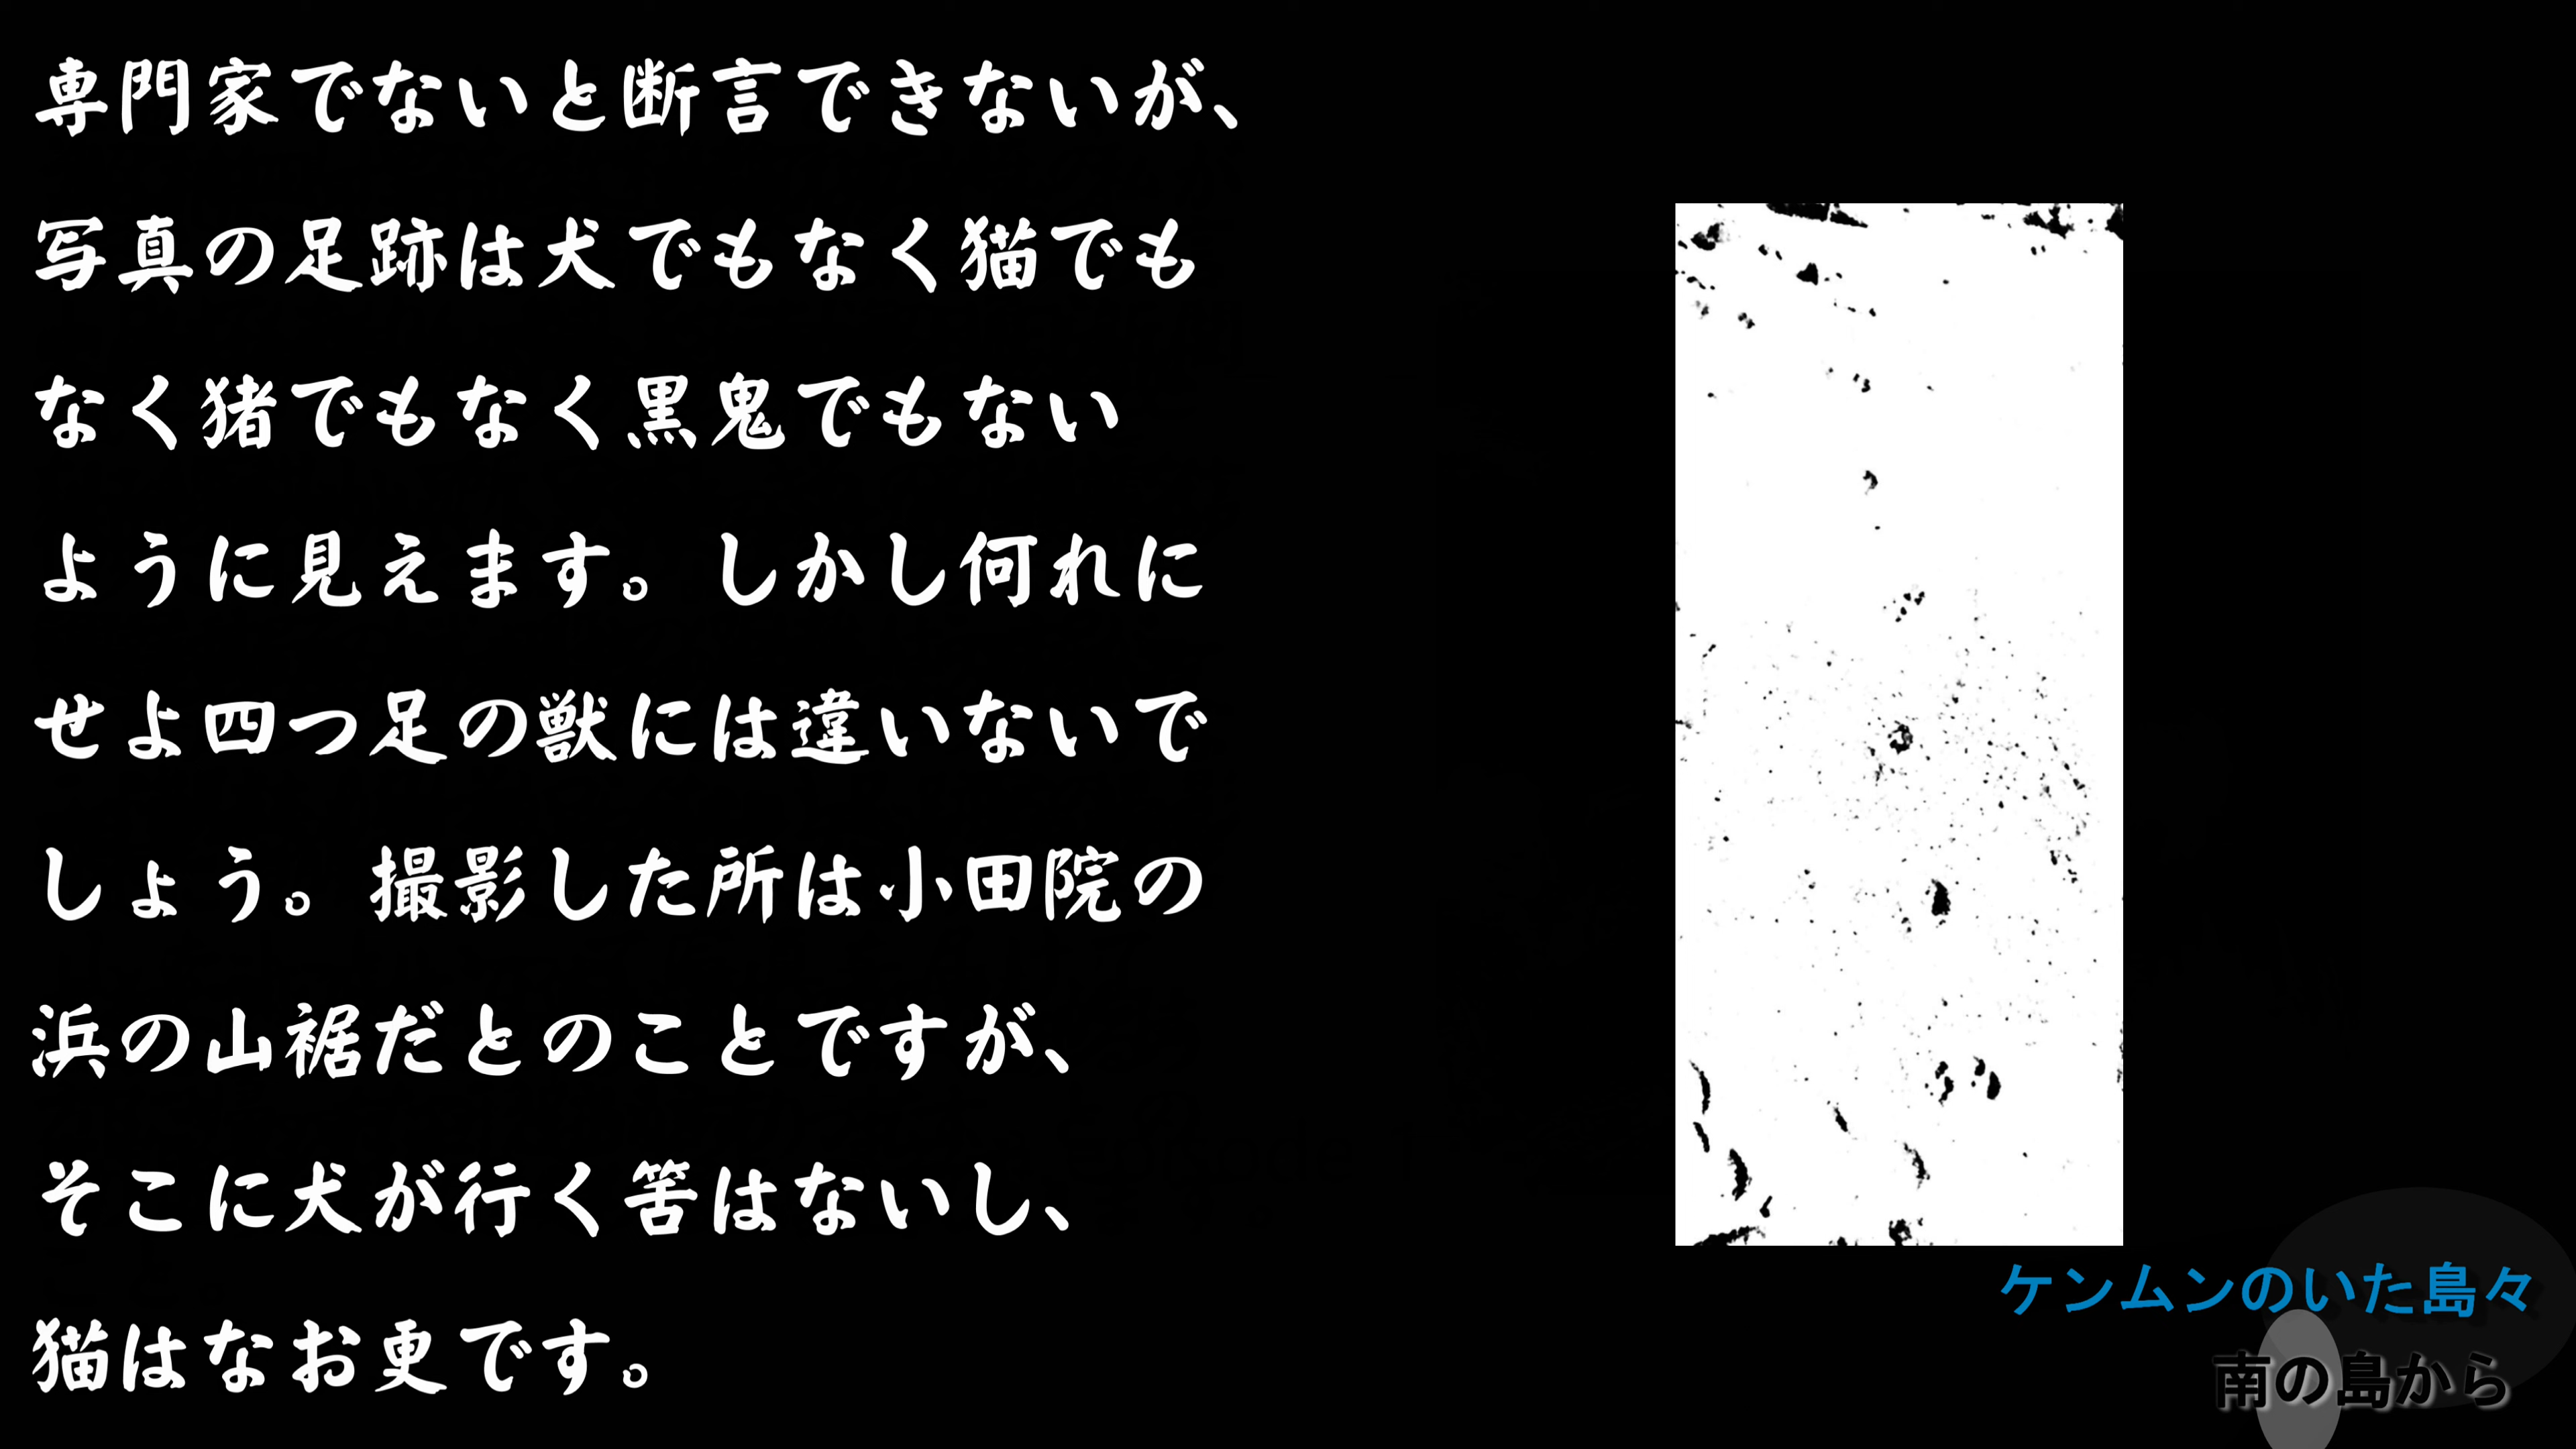 専門家でないと断言できないが、
写真の足跡は犬でもなく猫でも
なく猪でもなく黒鬼でもない
ように見えます。しかし何れに
せよ四つ足の獣には違いないで
しょう。撮影した所は小田院の
浜の山裾だとのことですが、
そこに犬が行く筈はないし、
猫はなお更です。
ケンムンのいた島々
南の島から